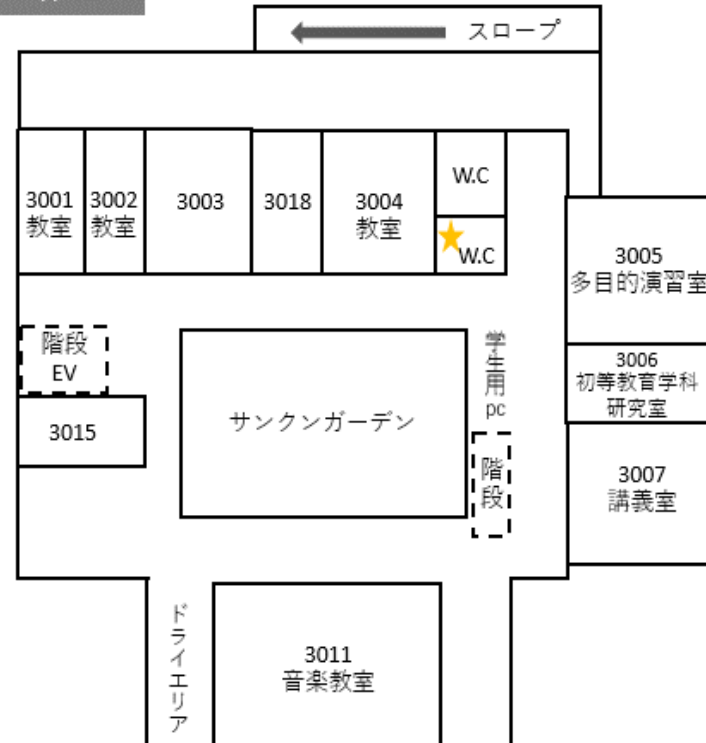 スロープ
W.C
3001
教室
3002
教室
3003
3018
3004
教室
W.C
3005
多目的演習室
階段
EV
学生用pc
3006
初等教育学科
研究室
サンクンガーデン
3015
階段
3007
講義室
ドライエリア
3011
音楽教室